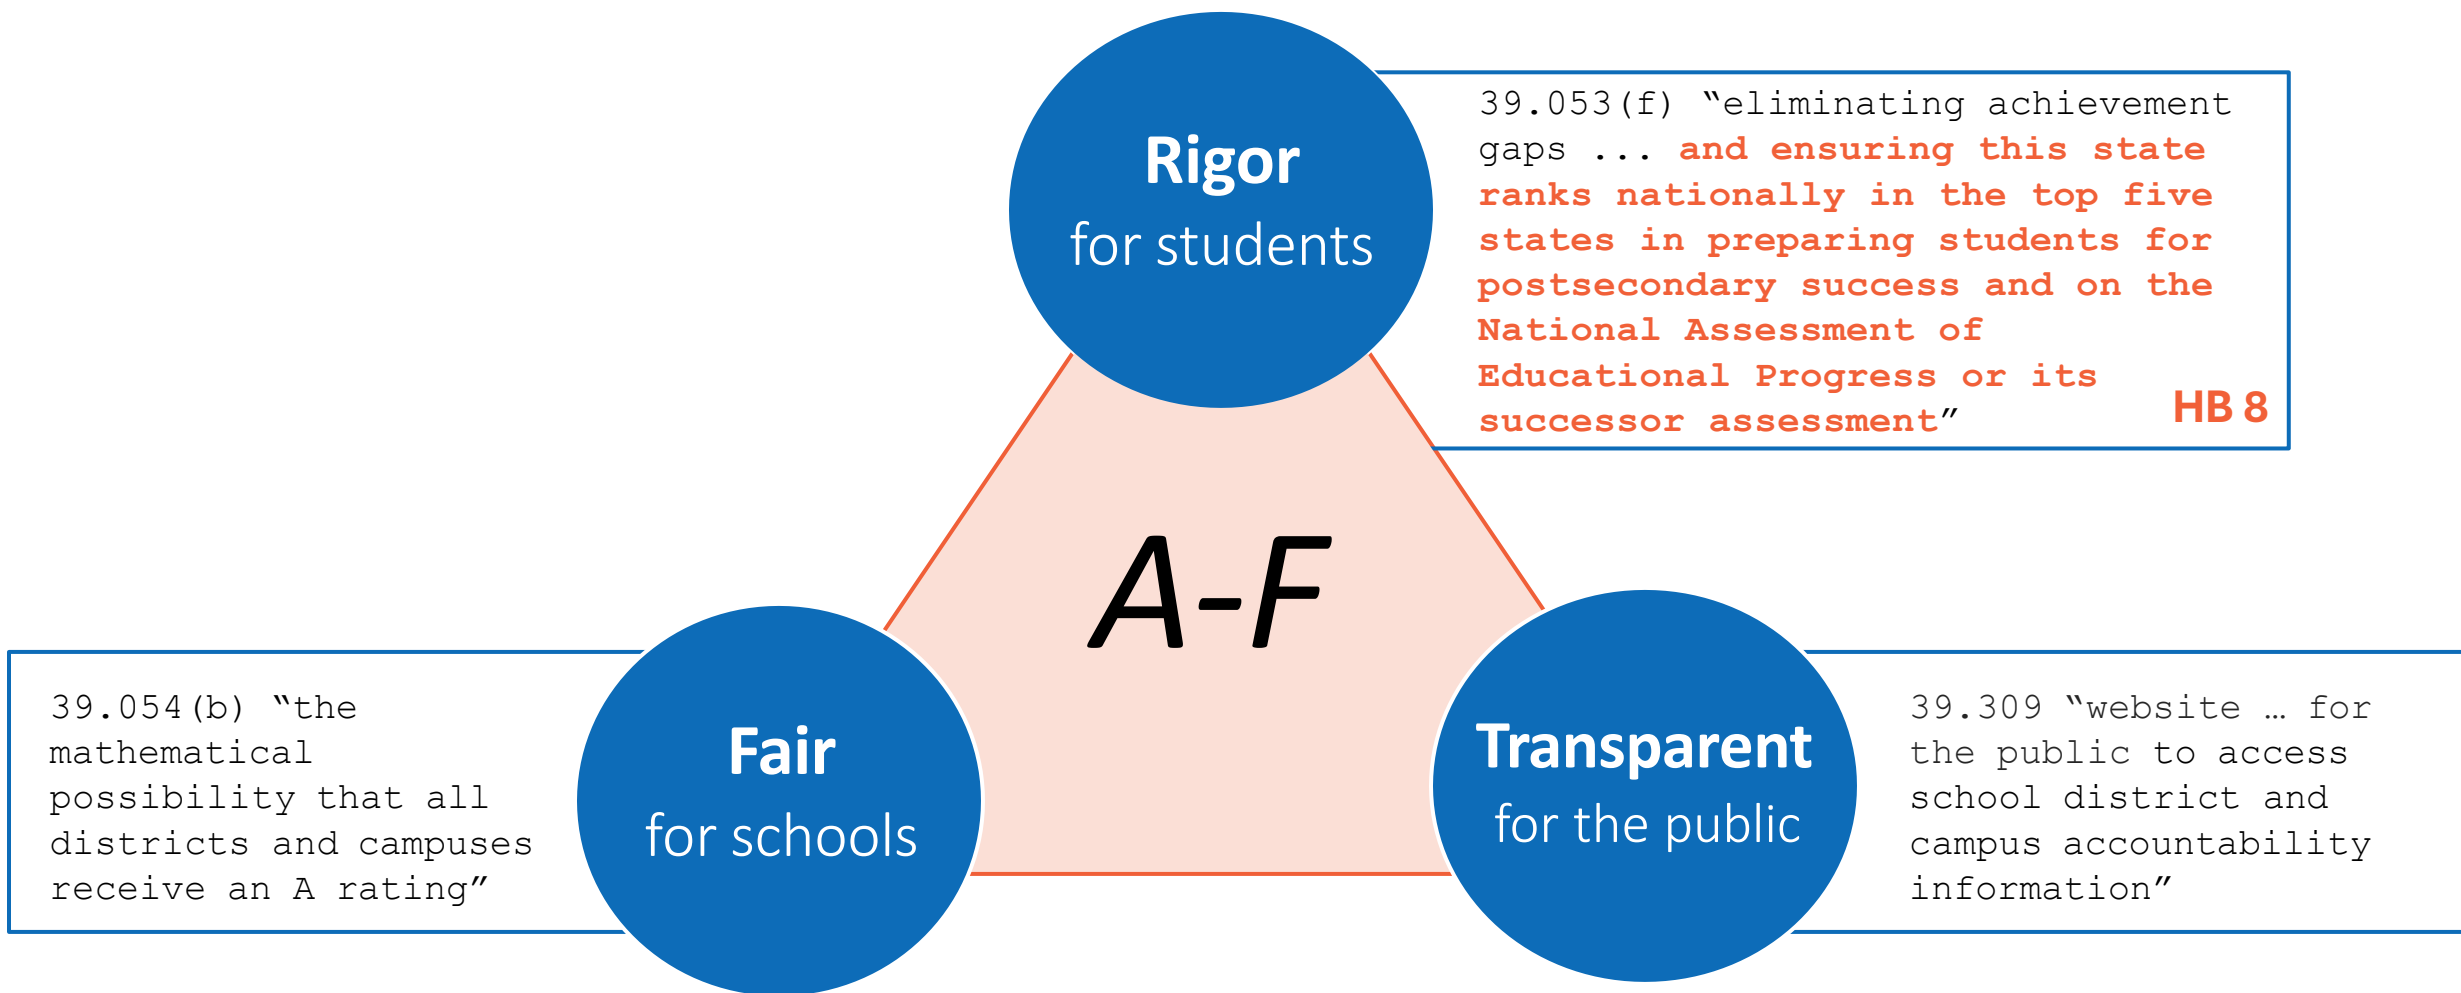 Rigor
for students
39.053(f) “eliminating achievement
gaps ... and ensuring this state
ranks nationally in the top five
states in preparing students for
postsecondary success and on the
National Assessment of
Educational Progress or its
successor assessment”
HB 8
A-F
39.054(b) “the
mathematical
possibility that all
districts and campuses
receive an A rating”
Fair
for schools
Transparent
for the public
39.309 “website … for
the public to access
school district and
campus accountability
information”